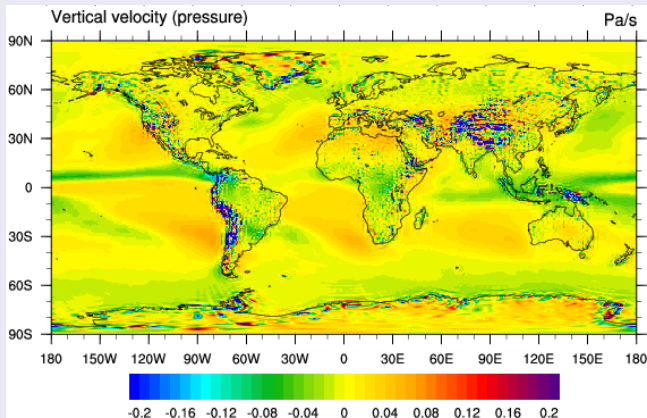 Vertical velocity (pressure) Pa/s
90N
60N
30N
0
30S
60S
90S
180 150W 120W 90W 60W 30W 0 30E 60E 90E 120E 150E 180
-0.2 -0.16 -0.12 -0.08 -0.04 0 0.04 0.08 0.12 0.16 0.2